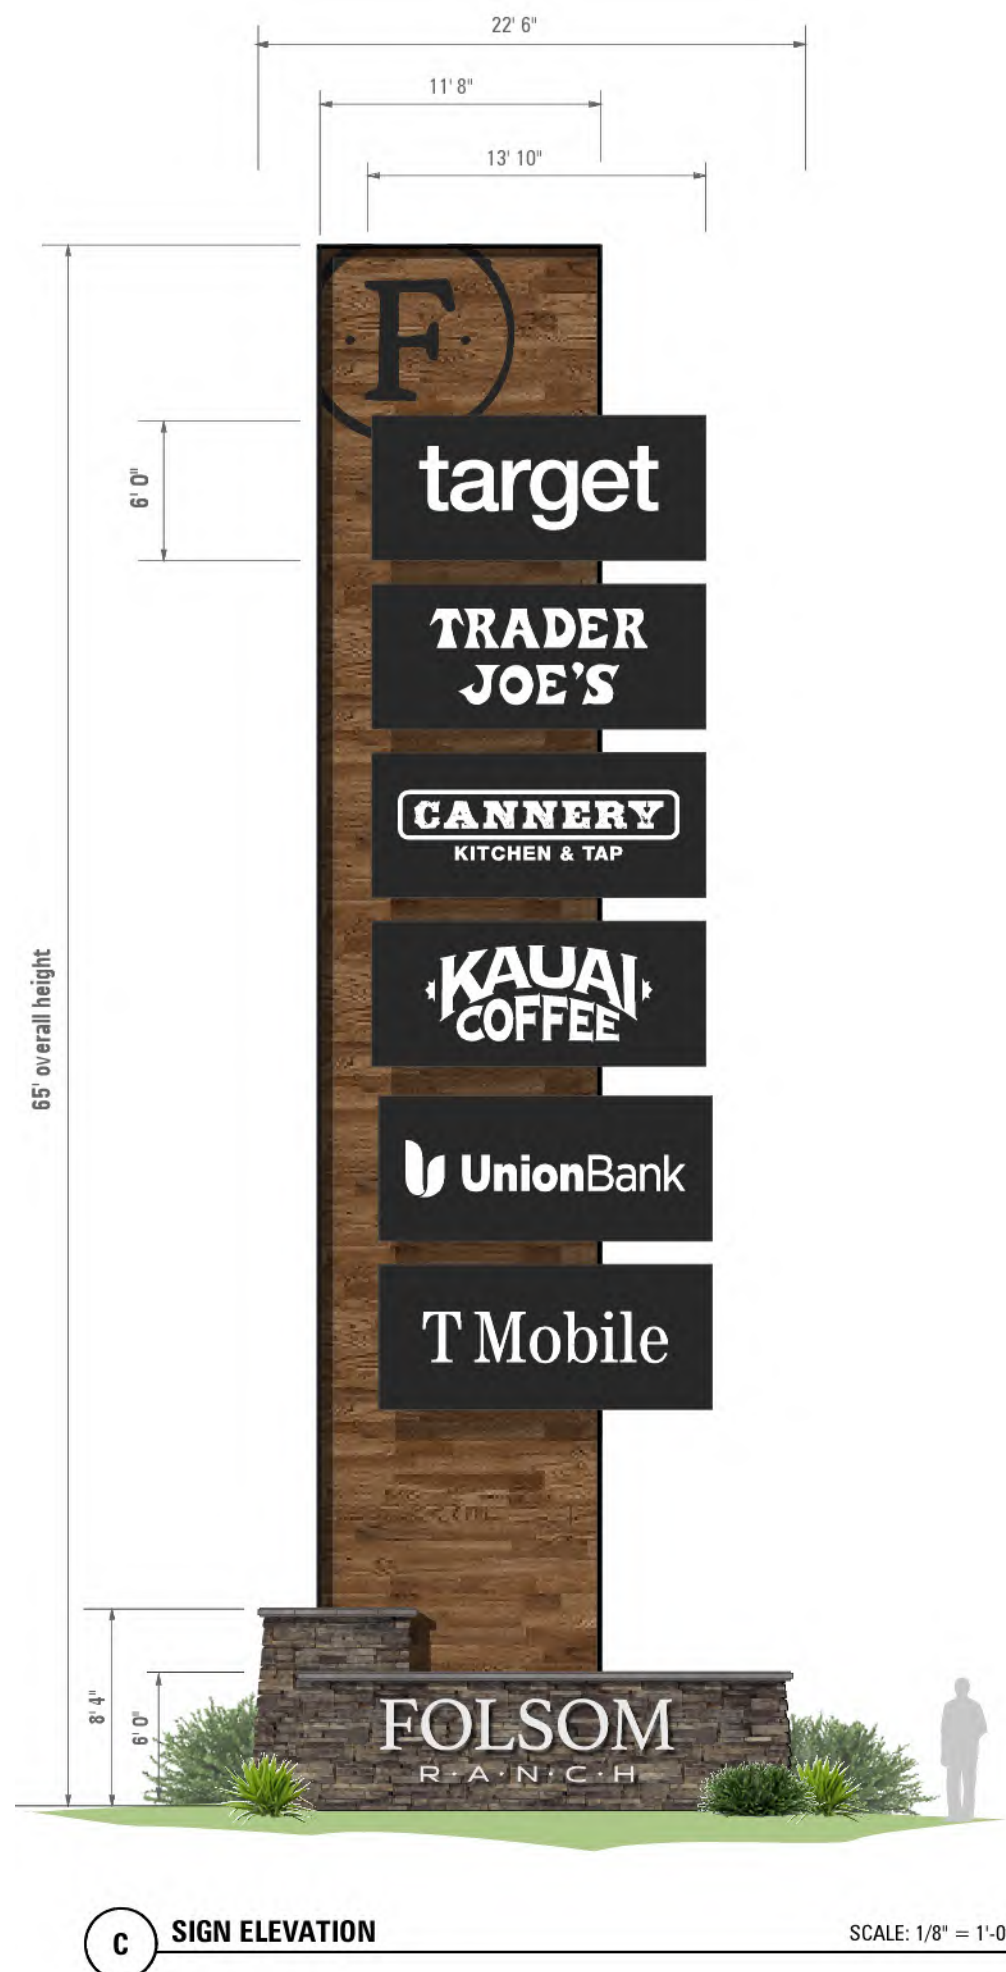 22' 6"
11' 8"
13' 10"
F
6' 0"
target
TRADER
JOE'S
CANNERY
KITCHEN & TAP
KAUAI
COFFEE
65' overall height
UnionBank
T Mobile
8' 4"
6' 0"
FOLSOM
R·A·N·C·H
C
SIGN ELEVATION
SCALE: 1/8" = 1'-0